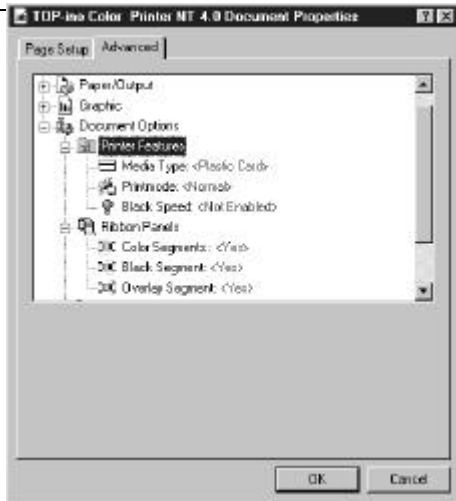 TOP-ino Color Printer NT 4.0 Document Properties
Page Setup Advanced
Paper/Output
Graphic
Document Options
Printer Features
Media Type: <Plastic Card>
Printmode: <Normal>
Black Speed: <Not Enabled>
Ribbon Panels
Color Segments: <Yes>
Black Segment: <Yes>
Overlay Segment: <Yes>
OK Cancel